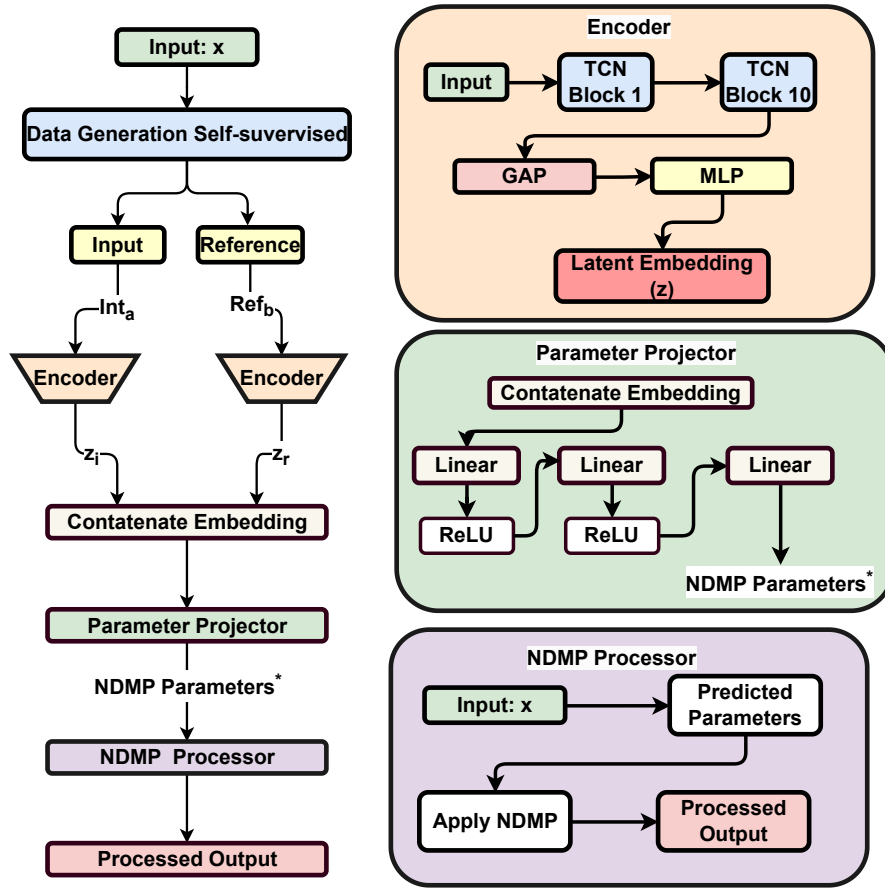 Input: x
Data Generation Self-suvervised
Input
Reference
Int_a
Ref_b
Encoder
Encoder
z_i
z_r
Contatenate Embedding
Parameter Projector
NDMP Parameters*
NDMP Processor
Processed Output
Encoder
Input
TCN
Block 1
TCN
Block 10
GAP
MLP
Latent Embedding
(z)
Parameter Projector
Contatenate Embedding
Linear
Linear
Linear
ReLU
ReLU
NDMP Parameters*
NDMP Processor
Input: x
Predicted
Parameters
Apply NDMP
Processed
Output